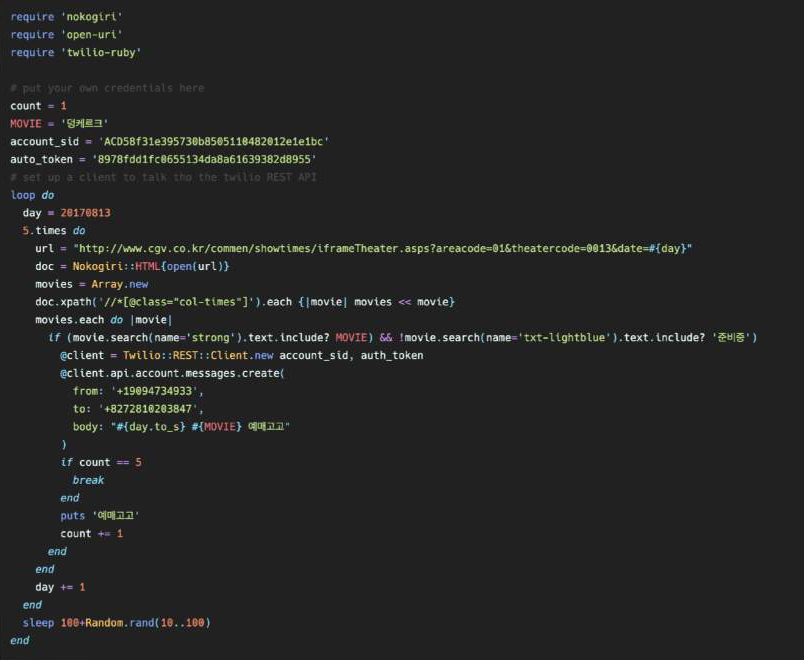 require 'nokogiri'
require 'open-uri'
require 'twilio-ruby'
# put your own credentials here
count = 1
MOVIE = '덩케르크'
account_sid = 'ACD58f31e395730b8505110482012e1e1bc'
auto_token = '8978fdd1fc0655134da8a61639382d8955'
# set up a client to talk tho the twilio REST API
loop do
day = 20170813
5.times do
url = "http://www.cgv.co.kr/commen/showtimes/iframeTheater.asps?areacode=01&theatercode=0013&date=#{day}"
doc = Nokogiri::HTML{open(url)}
movies = Array.new
doc.xpath('//*[@class="col-times"]').each {|movie| movies << movie}
movies.each do |movie|
if (movie.search(name='strong').text.include? MOVIE) && !movie.search(name='txt-lightblue').text.include? '준비중')
@client = Twilio::REST::Client.new account_sid, auth_token
@client.api.account.messages.create(
from: '+19094734933',
to: '+8272810203847',
body: "#{day.to_s} #{MOVIE} 예매고고"
)
if count == 5
break
end
puts '예매고고'
count += 1
end
end
day += 1
end
sleep 100+Random.rand(10..100)
end